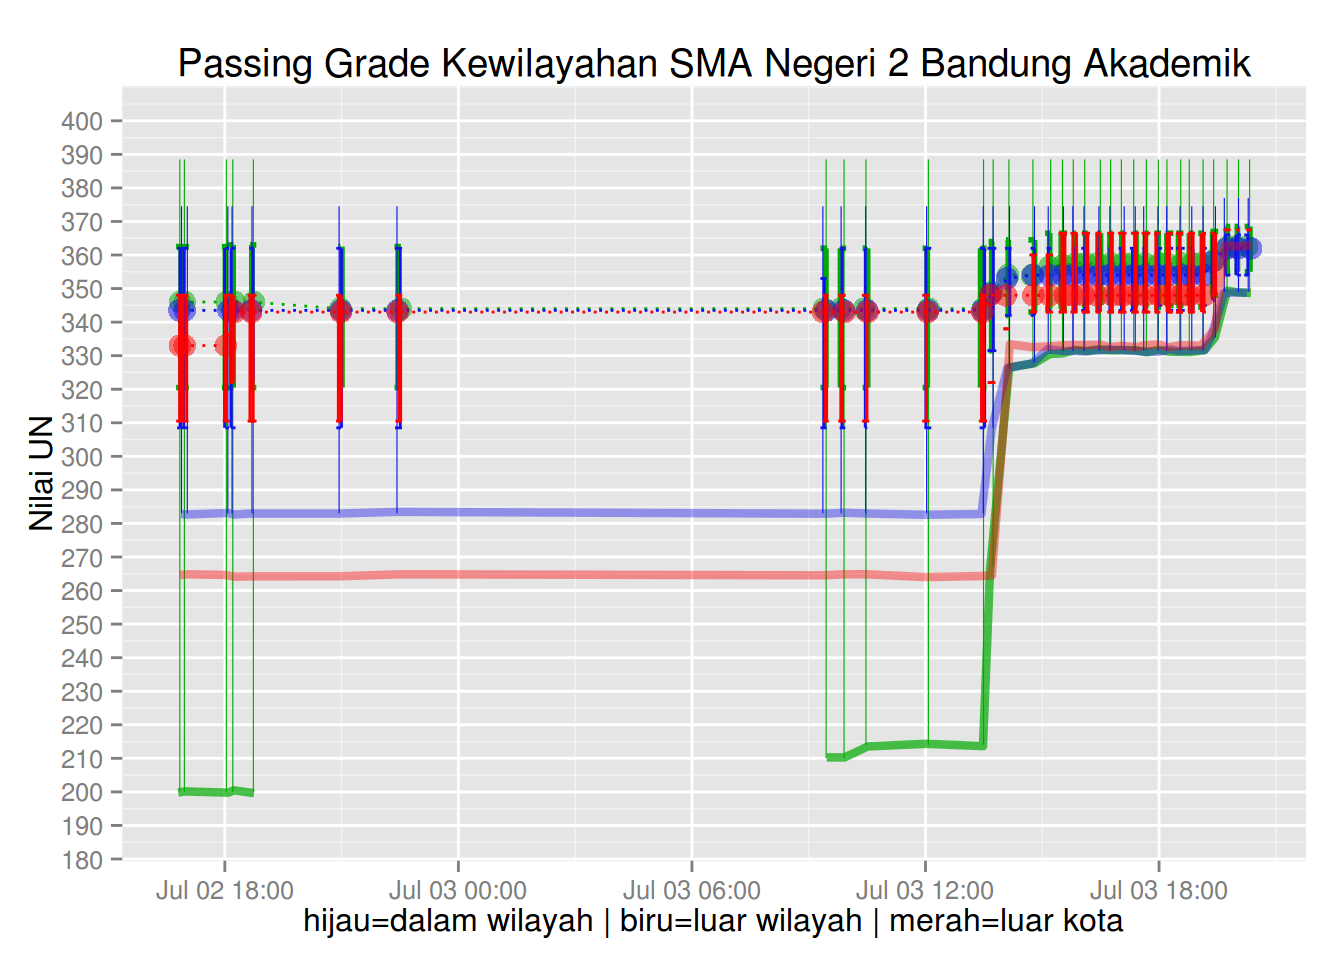 Passing Grade Kewilayahan SMA Negeri 2 Bandung Akademik
Nilai UN
400
390
380
370
360
350
340
330
320
310
300
290
280
270
260
250
240
230
220
210
200
190
180
Jul 02 18:00
Jul 03 00:00
Jul 03 06:00
Jul 03 12:00
Jul 03 18:00
hijau=dalam wilayah | biru=luar wilayah | merah=luar kota